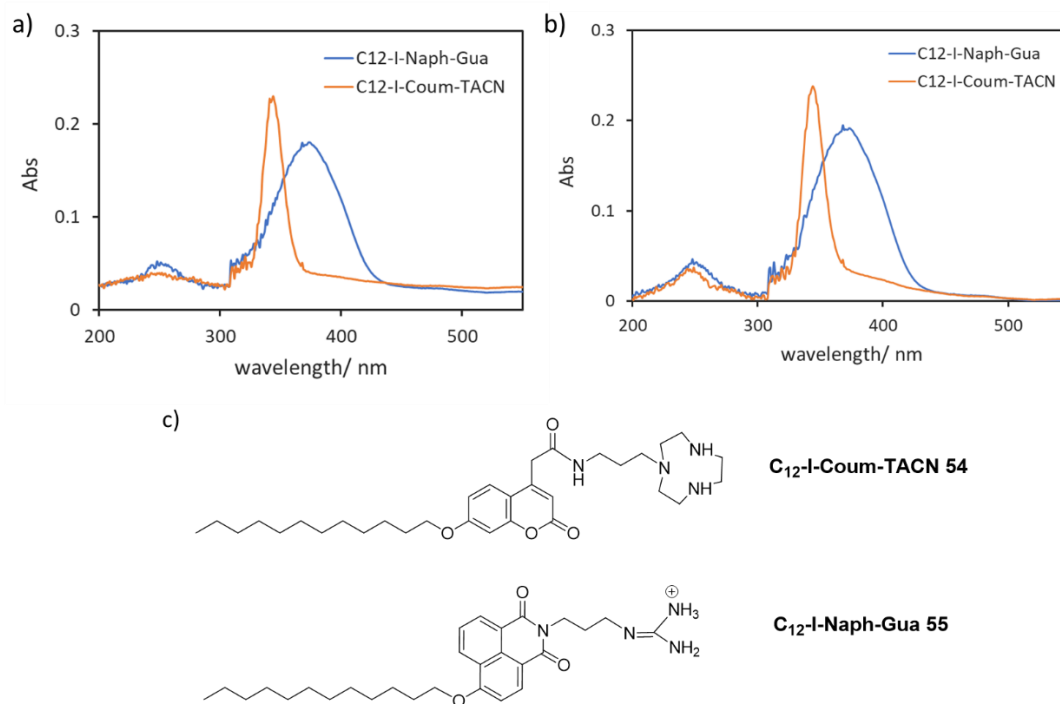 a)
0.3
0.2
0.1
0
Abs
C12-I-Naph-Gua
C12-I-Coum-TACN
200
300
400
500
wavelength/ nm
b)
0.3
0.2
0.1
0
Abs
C12-I-Naph-Gua
C12-I-Coum-TACN
200
300
400
500
wavelength/ nm
c)
O
N
H
N
NH
NH
O
O
O
C₁₂-I-Coum-TACN 54
O
N
O
N
⊕
NH₃
NH₂
O
C₁₂-I-Naph-Gua 55